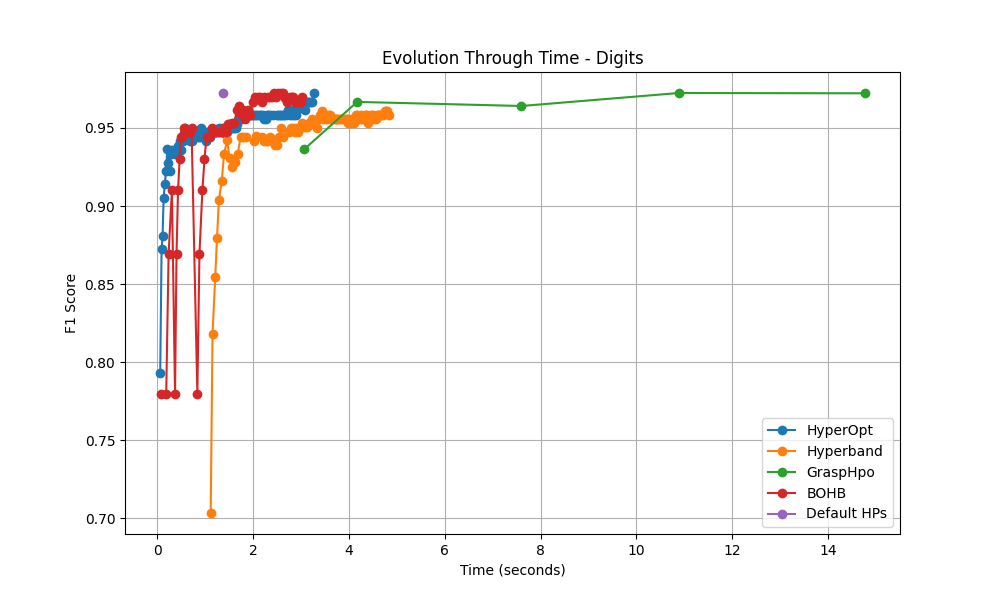 Evolution Through Time - Digits
F1 Score
0.95
0.90
0.85
0.80
0.75
0.70
0
2
4
6
8
10
12
14
Time (seconds)
HyperOpt
Hyperband
GraspHpo
BOHB
Default HPs